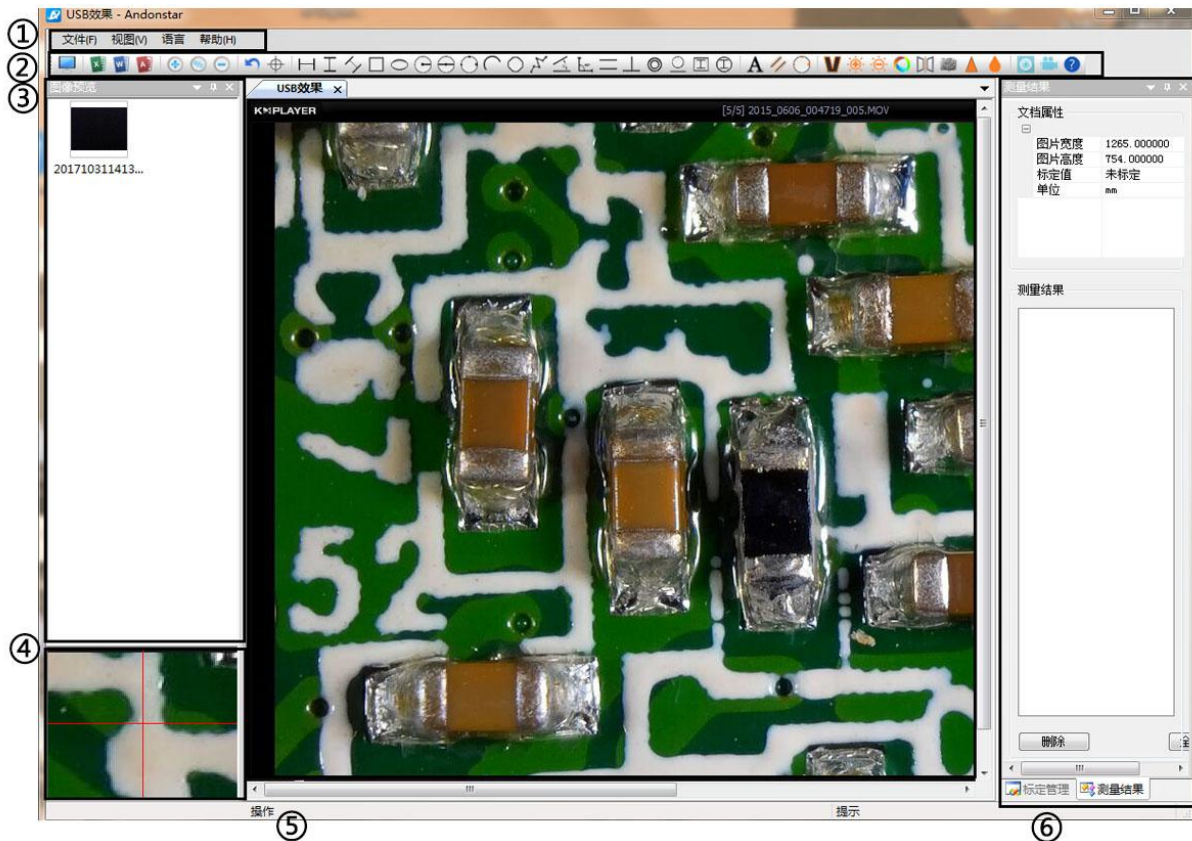 USB效果 - Andonstar
①
文件(F) 视图(V) 语言 帮助(H)
②
③
图像预览
201710311413...
USB效果
KMPLAYER
[5/5] 2015_0606_004719_005.MOV
52
测量结果
文档属性
图片宽度 1265.000000
图片高度 754.000000
标定值 未标定
单位 mm
测量结果
删除
全
标定管理 测量结果
④
操作
提示
⑤
⑥